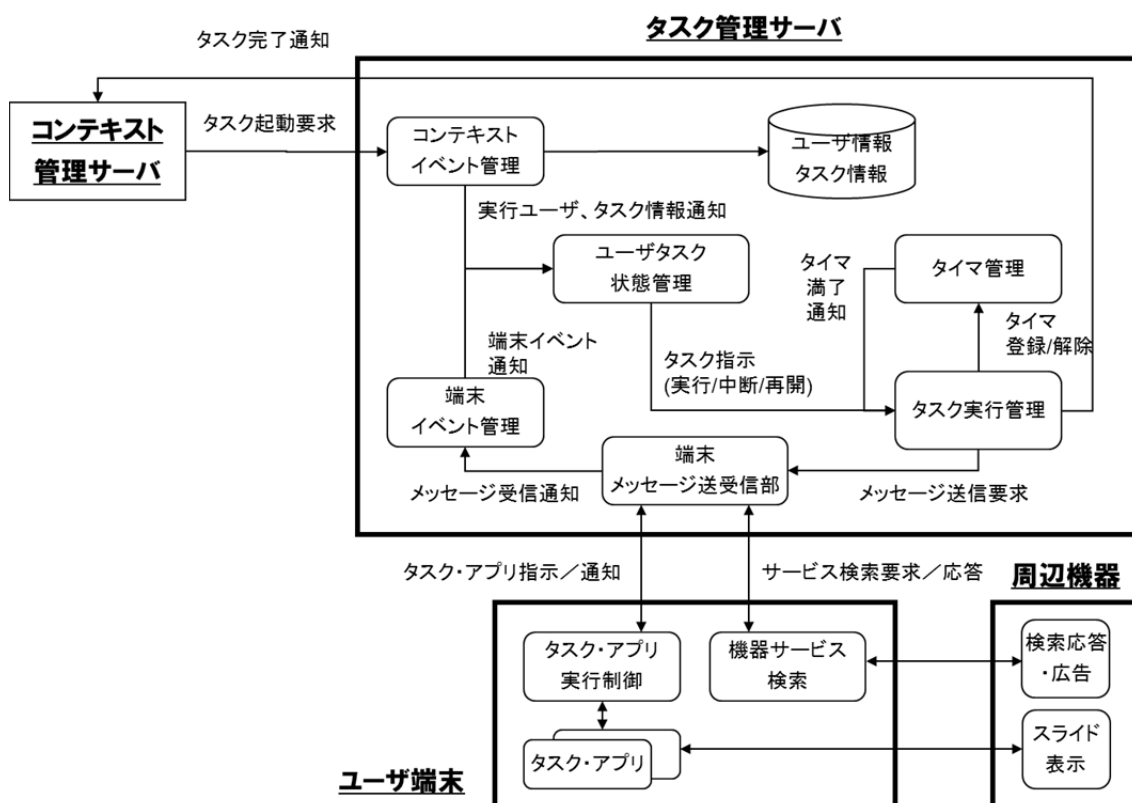 タスク管理サーバ
タスク完了通知
コンテキスト
管理サーバ
タスク起動要求
コンテキスト
イベント管理
ユーザ情報
タスク情報
実行ユーザ、タスク情報通知
ユーザタスク
状態管理
タイマ
満了
通知
タイマ管理
端末イベント
通知
タスク指示
(実行/中断/再開)
タイマ
登録/解除
端末
イベント管理
タスク実行管理
端末
メッセージ送受信部
メッセージ受信通知
メッセージ送信要求
タスク・アプリ指示／通知
サービス検索要求／応答
周辺機器
タスク・アプリ
実行制御
機器サービス
検索
検索応答
・広告
タスク・アプリ
スライド
表示
ユーザ端末